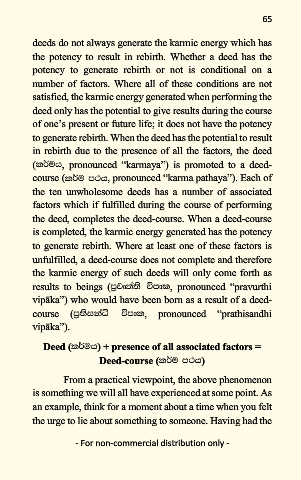 65
deeds do not always generate the karmic energy which has
the potency to result in rebirth. Whether a deed has the
potency to generate rebirth or not is conditional on a
number of factors. Where all of these conditions are not
satisfied, the karmic energy generated when performing the
deed only has the potential to give results during the course
of one's present or future life; it does not have the potency
to generate rebirth. When the deed has the potential to result
in rebirth due to the presence of all the factors, the deed
(කර්මය, pronounced “karmaya”) is promoted to a deed-
course (කර්ම පථය, pronounced “karma pathaya”). Each of
the ten unwholesome deeds has a number of associated
factors which if fulfilled during the course of performing
the deed, completes the deed-course. When a deed-course
is completed, the karmic energy generated has the potency
to generate rebirth. Where at least one of these factors is
unfulfilled, a deed-course does not complete and therefore
the karmic energy of such deeds will only come forth as
results to beings (ප්‍රවෘත්ති විපාක, pronounced “pravurthi
vipāka”) who would have been born as a result of a deed-
course (ප්‍රතිසන්ධි විපාක, pronounced “prathisandhi
vipāka”).
Deed (කර්මය) + presence of all associated factors =
Deed-course (කර්ම පථය)
From a practical viewpoint, the above phenomenon
is something we will all have experienced at some point. As
an example, think for a moment about a time when you felt
the urge to lie about something to someone. Having had the
- For non-commercial distribution only -